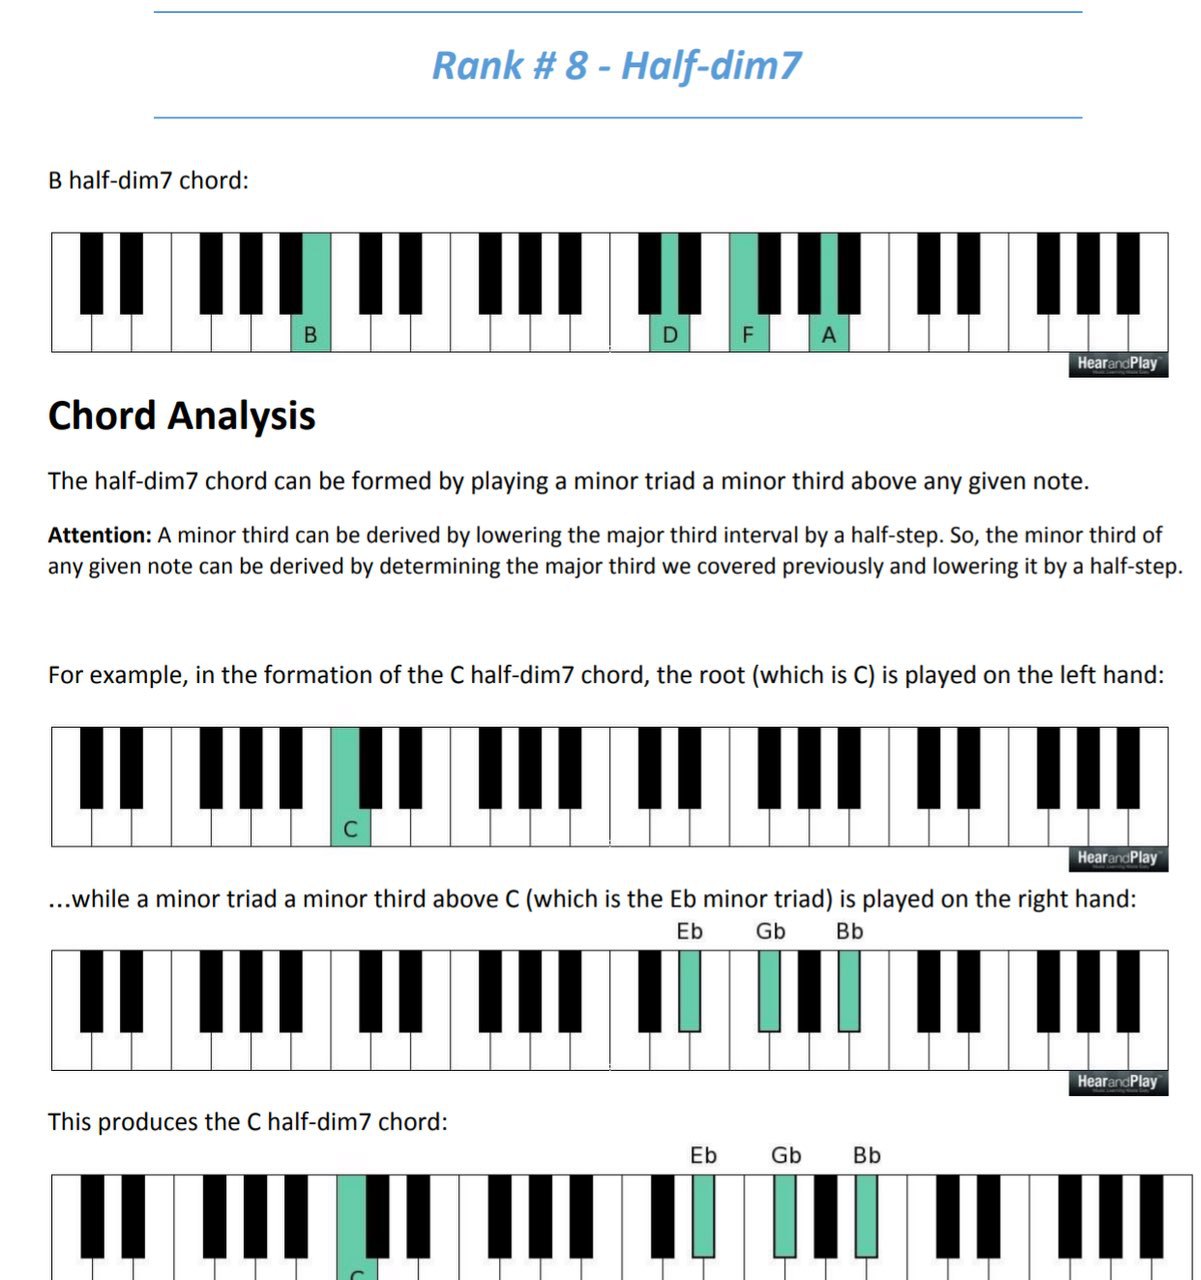 Rank # 8 - Half-dim7
B half-dim7 chord:
B D F A
HearandPlay
Chord Analysis
The half-dim7 chord can be formed by playing a minor triad a minor third above any given note.
Attention: A minor third can be derived by lowering the major third interval by a half-step. So, the minor third of
any given note can be derived by determining the major third we covered previously and lowering it by a half-step.
For example, in the formation of the C half-dim7 chord, the root (which is C) is played on the left hand:
C
HearandPlay
...while a minor triad a minor third above C (which is the Eb minor triad) is played on the right hand:
Eb Gb Bb
HearandPlay
This produces the C half-dim7 chord:
Eb Gb Bb
C